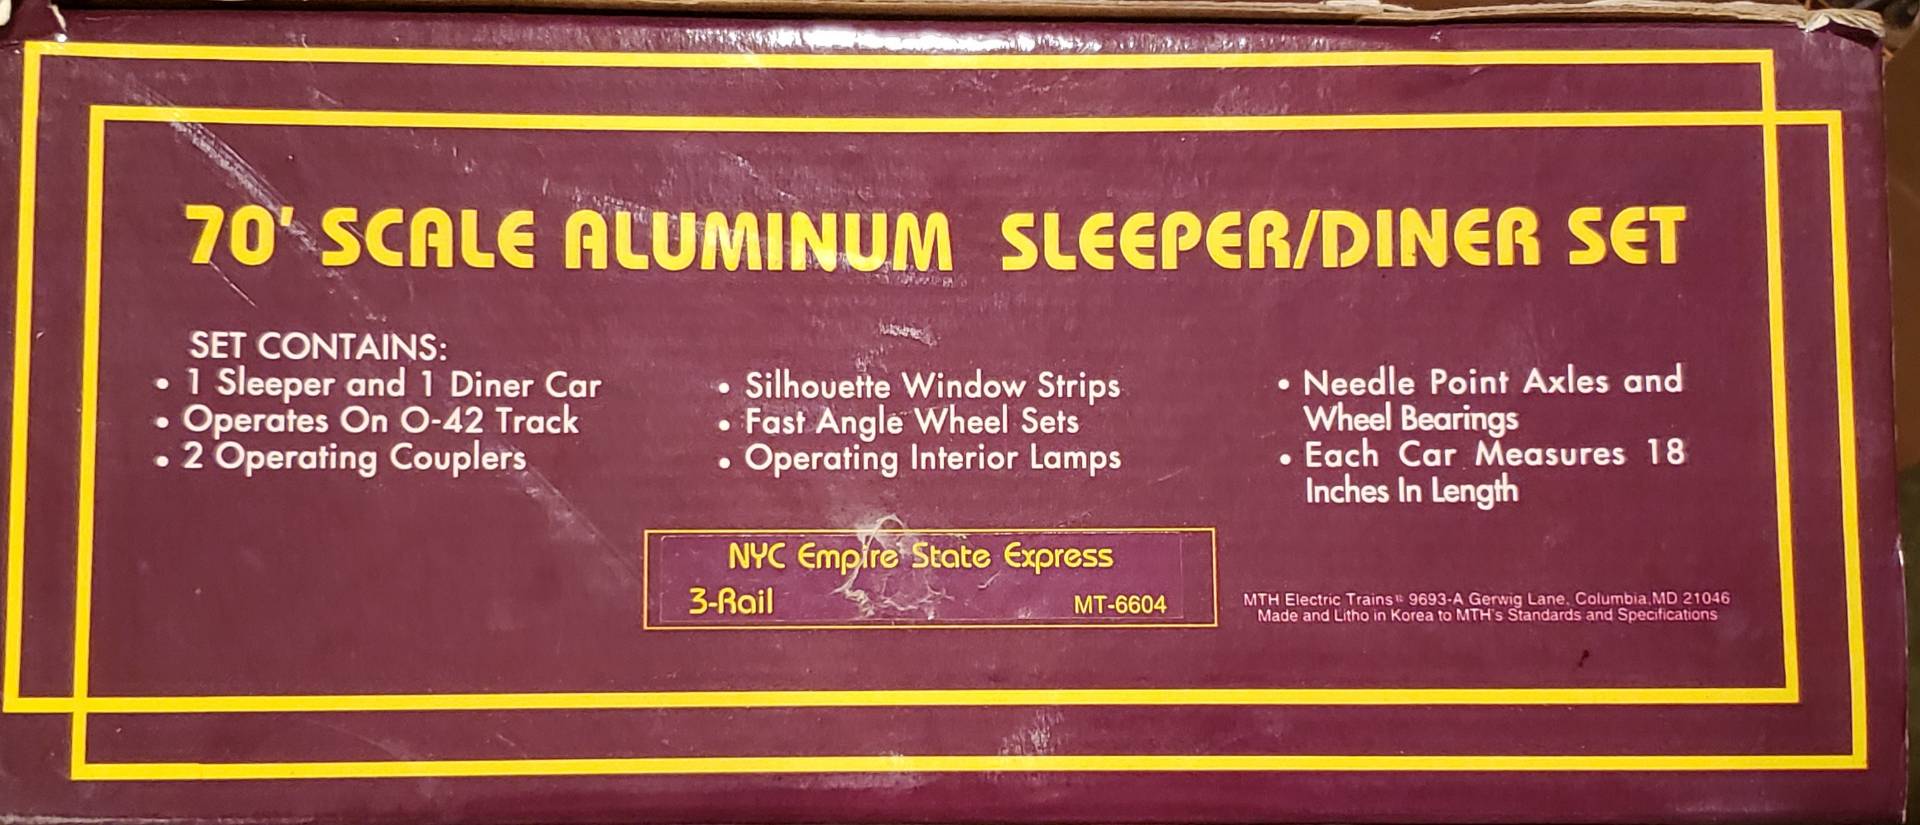 70' SCALE ALUMINUM SLEEPER/DINER SET
SET CONTAINS:
• 1 Sleeper and 1 Diner Car
• Operates On O-42 Track
• 2 Operating Couplers
• Silhouette Window Strips
• Fast Angle Wheel Sets
• Operating Interior Lamps
• Needle Point Axles and
Wheel Bearings
• Each Car Measures 18
Inches In Length
NYC Empire State Express
3-Rail MT-6604
MTH Electric Trains® 9693-A Gerwig Lane, Columbia,MD 21046
Made and Litho in Korea to MTH's Standards and Specifications